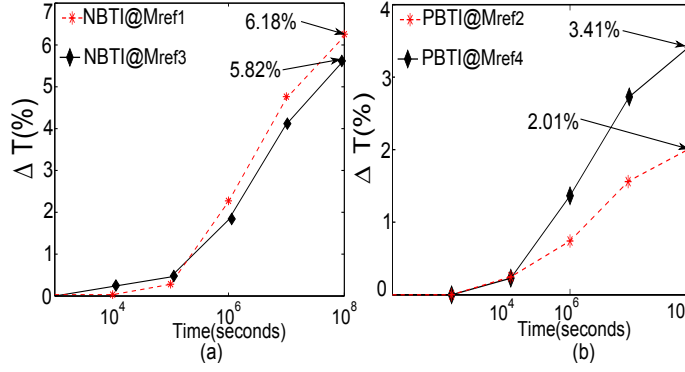 7
6
5
4
3
2
1
0
Δ T(%)
NBTI@Mref1
NBTI@Mref3
6.18%
5.82%
10^4
10^6
10^8
Time(seconds)
(a)
4
3
2
1
0
Δ T(%)
PBTI@Mref2
PBTI@Mref4
3.41%
2.01%
10^4
10^6
Time(seconds)
(b)